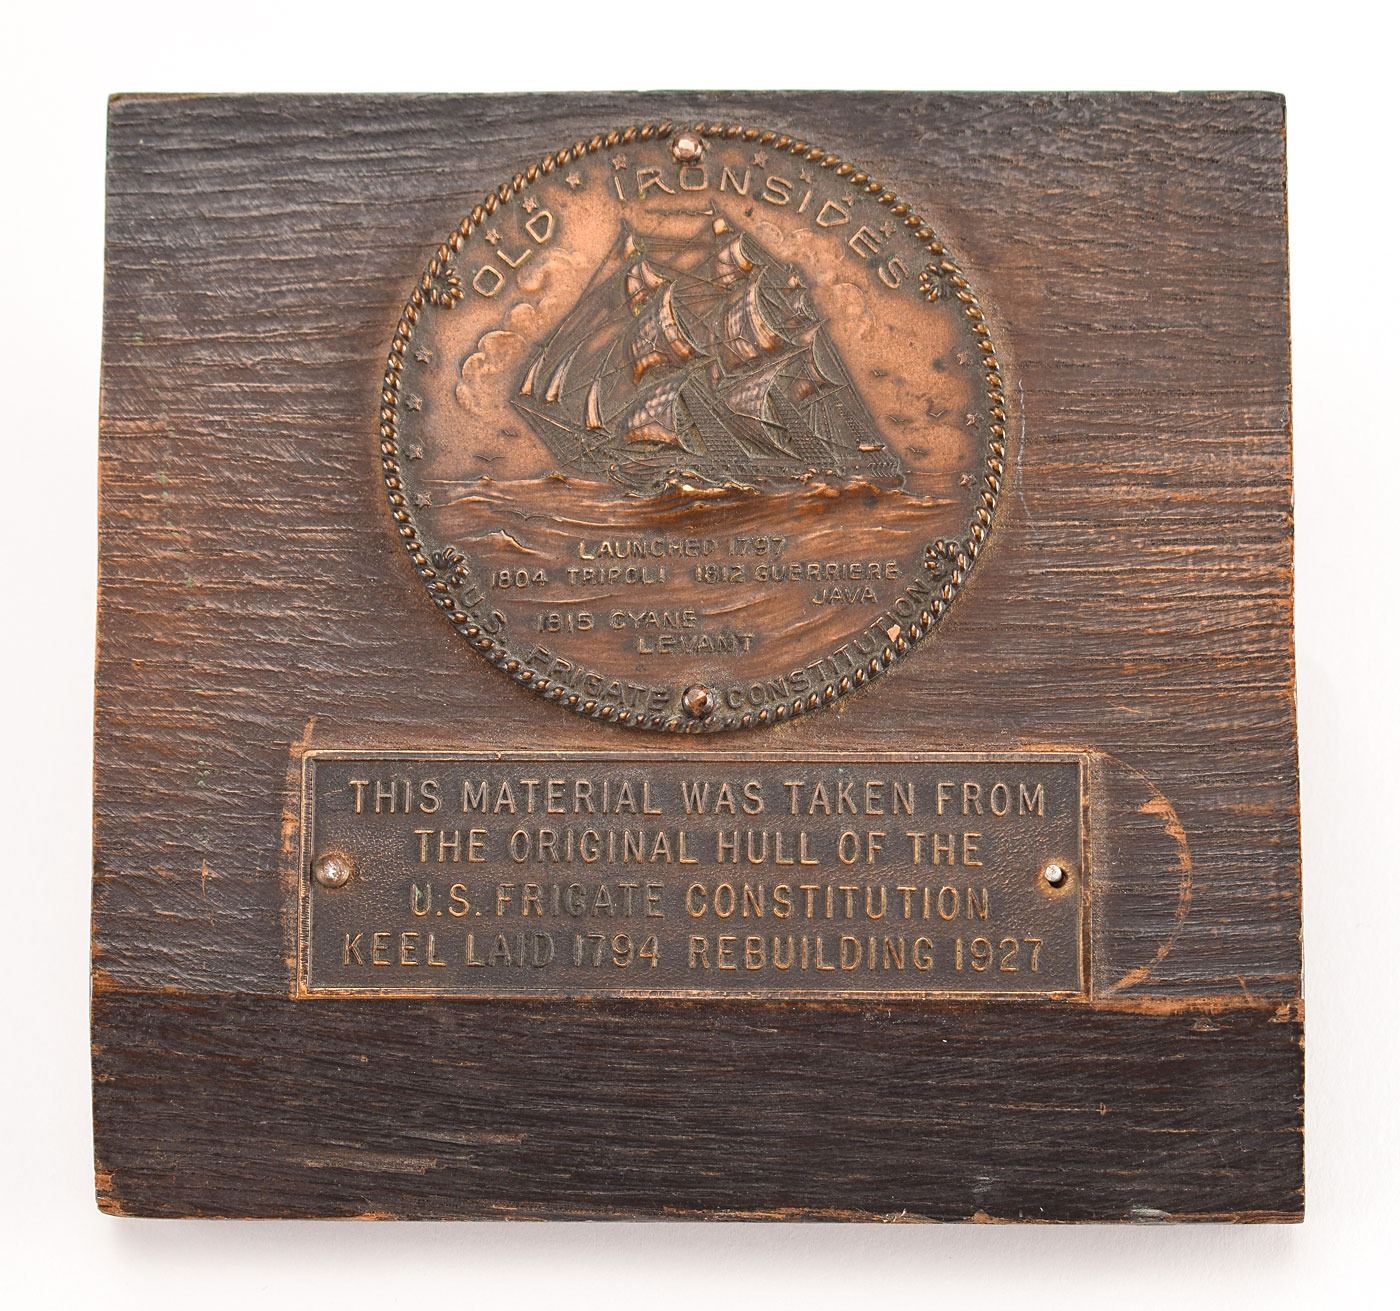 OLD IRONSIDES
LAUNCHED 1797
1804 TRIPOLI 1812 GUERRIERE
JAVA
1815 CYANE
LEVANT
U.S. FRIGATE CONSTITUTION
THIS MATERIAL WAS TAKEN FROM
THE ORIGINAL HULL OF THE
U.S. FRIGATE CONSTITUTION
KEEL LAID 1794 REBUILDING 1927